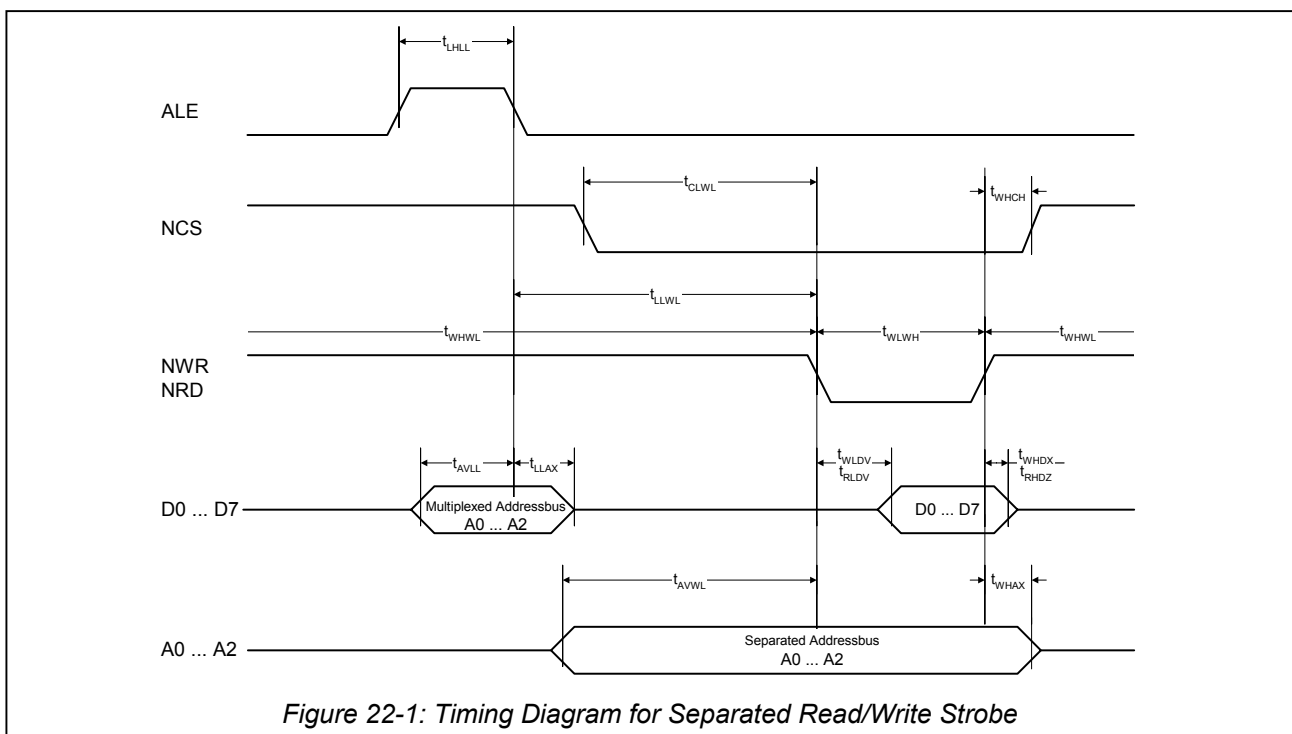 tLHLL
ALE
tCLWL
tWHCH
NCS
tLLWL
tWHWL
tWLWH
tWHWL
NWR
NRD
tAVLL
tLLAX
tWLDV
tRLDV
tWHDX
tRHDZ
D0 ... D7
Multiplexed Addressbus
A0 ... A2
D0 ... D7
tAVWL
tWHAX
A0 ... A2
Separated Addressbus
A0 ... A2
Figure 22-1: Timing Diagram for Separated Read/Write Strobe